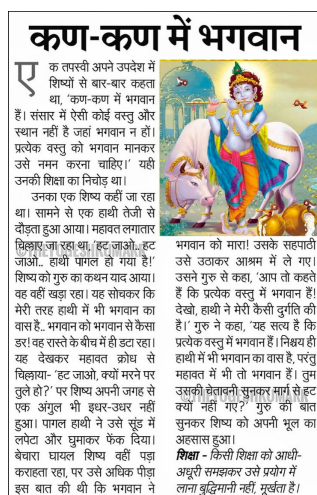 कण-कण में भगवान
एक तपस्वी अपने उपदेश में
शिष्यों से बार-बार कहता
था, 'कण-कण में भगवान
हैं। संसार में ऐसी कोई वस्तु और
स्थान नहीं है जहां भगवान न हों।
प्रत्येक वस्तु को भगवान मानकर
उसे नमन करना चाहिए।' यही
उनकी शिक्षा का निचोड़ था।
उनका एक शिष्य कहीं जा रहा
था। सामने से एक हाथी तेजी से
दौड़ता हुआ आया। महावत लगातार
चिल्लाए जा रहा था, 'हट जाओ.. हट
जाओ.. हाथी पागल हो गया है!'
शिष्य को गुरु का कथन याद आया।
वह वहीं खड़ा रहा। यह सोचकर कि
मेरी तरह हाथी में भी भगवान का
वास है.. भगवान को भगवान से कैसा
डर! वह रास्ते के बीच में ही डटा रहा।
यह देखकर महावत क्रोध से
चिल्लाया- 'हट जाओ, क्यों मरने पर
तुले हो?' पर शिष्य अपनी जगह से
एक अंगुल भी इधर-उधर नहीं
हुआ। पागल हाथी ने उसे सूंड में
लपेटा और घुमाकर फेंक दिया।
बेचारा घायल शिष्य वहीं पड़ा
कराहता रहा, पर उसे अधिक पीड़ा
इस बात की थी कि भगवान ने
भगवान को मारा! उसके सहपाठी
उसे उठाकर आश्रम में ले गए।
उसने गुरु से कहा, 'आप तो कहते
हैं कि प्रत्येक वस्तु में भगवान हैं!
देखो, हाथी ने मेरी कैसी दुर्गति की
है।' गुरु ने कहा, 'यह सत्य है कि
प्रत्येक वस्तु में भगवान हैं। निश्चय ही
हाथी में भी भगवान का वास है, परंतु
महावत में भी तो भगवान हैं। तुम
उसकी चेतावनी सुनकर मार्ग से हट
क्यों नहीं गए?' गुरु की बात
सुनकर शिष्य को अपनी भूल का
अहसास हुआ।
शिक्षा - किसी शिक्षा को आधी-
अधूरी समझकर उसे प्रयोग में
लाना बुद्धिमानी नहीं, मूर्खता है।